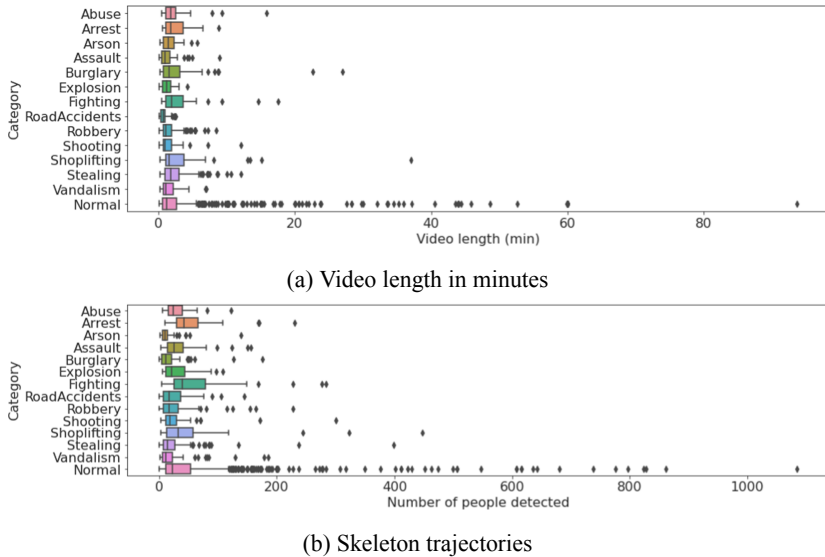 Abuse
Arrest
Arson
Assault
Burglary
Explosion
Fighting
RoadAccidents
Robbery
Shooting
Shoplifting
Stealing
Vandalism
Normal
Category
0 20 40 60 80
Video length (min)
(a) Video length in minutes
Abuse
Arrest
Arson
Assault
Burglary
Explosion
Fighting
RoadAccidents
Robbery
Shooting
Shoplifting
Stealing
Vandalism
Normal
Category
0 200 400 600 800 1000
Number of people detected
(b) Skeleton trajectories